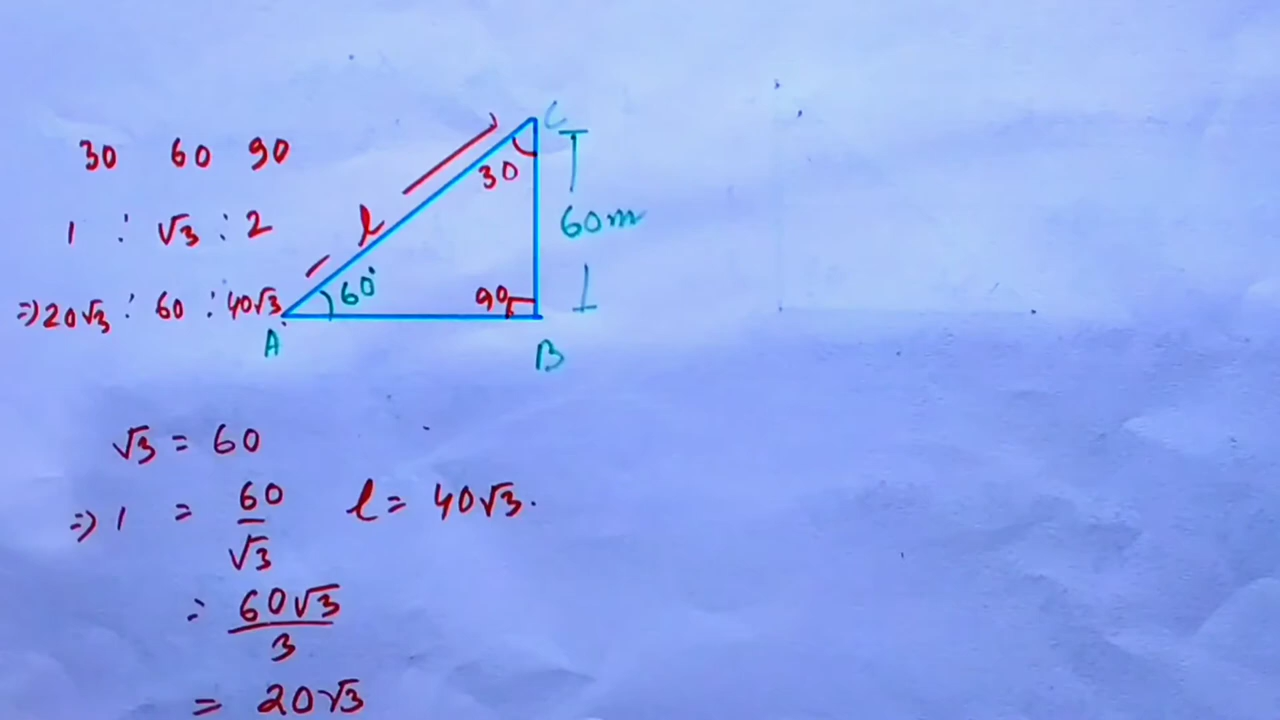 30 60 90
1 : √3 : 2
=> 20√3 : 60 : 40√3
C
30
60m
l
60°
90
A
B
√3 = 60
=> 1 = 60/√3 l = 40√3.
= 60√3/3
= 20√3